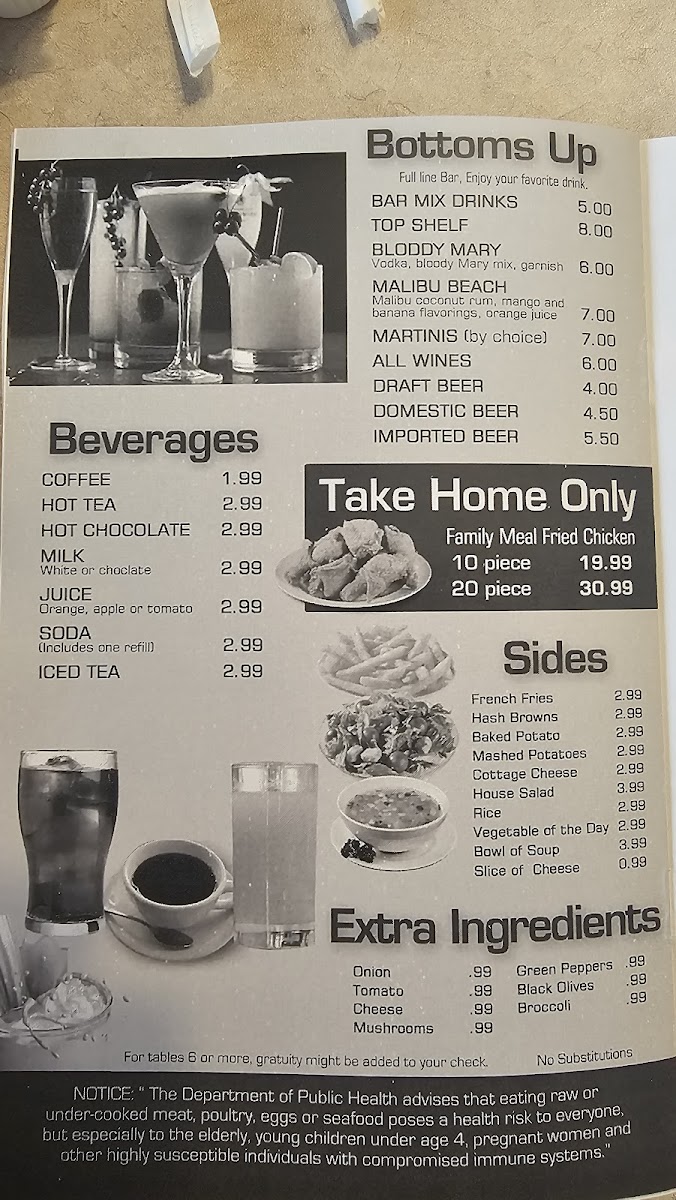 Bottoms Up
Full line Bar, Enjoy your favorite drink.
BAR MIX DRINKS 5.00
TOP SHELF 8.00
BLODDY MARY
Vodka, bloody Mary mix, garnish 6.00
MALIBU BEACH
Malibu coconut rum, mango and
banana flavorings, orange juice 7.00
MARTINIS (by choice) 7.00
ALL WINES 6.00
DRAFT BEER 4.00
DOMESTIC BEER 4.50
IMPORTED BEER 5.50
Beverages
COFFEE 1.99
HOT TEA 2.99
HOT CHOCOLATE 2.99
MILK
White or choclate 2.99
JUICE
Orange, apple or tomato 2.99
SODA
(Includes one refill) 2.99
ICED TEA 2.99
Take Home Only
Family Meal Fried Chicken
10 piece 19.99
20 piece 30.99
Sides
French Fries 2.99
Hash Browns 2.99
Baked Potato 2.99
Mashed Potatoes 2.99
Cottage Cheese 2.99
House Salad 3.99
Rice 2.99
Vegetable of the Day 2.99
Bowl of Soup 3.99
Slice of Cheese 0.99
Extra Ingredients
Onion .99
Tomato .99
Cheese .99
Mushrooms .99
Green Peppers .99
Black Olives .99
Broccoli .99
For tables 6 or more, gratuity might be added to your check. No Substitutions
NOTICE: " The Department of Public Health advises that eating raw or
under-cooked meat, poultry, eggs or seafood poses a health risk to everyone,
but especially to the elderly, young children under age 4, pregnant women and
other highly susceptible individuals with compromised immune systems."